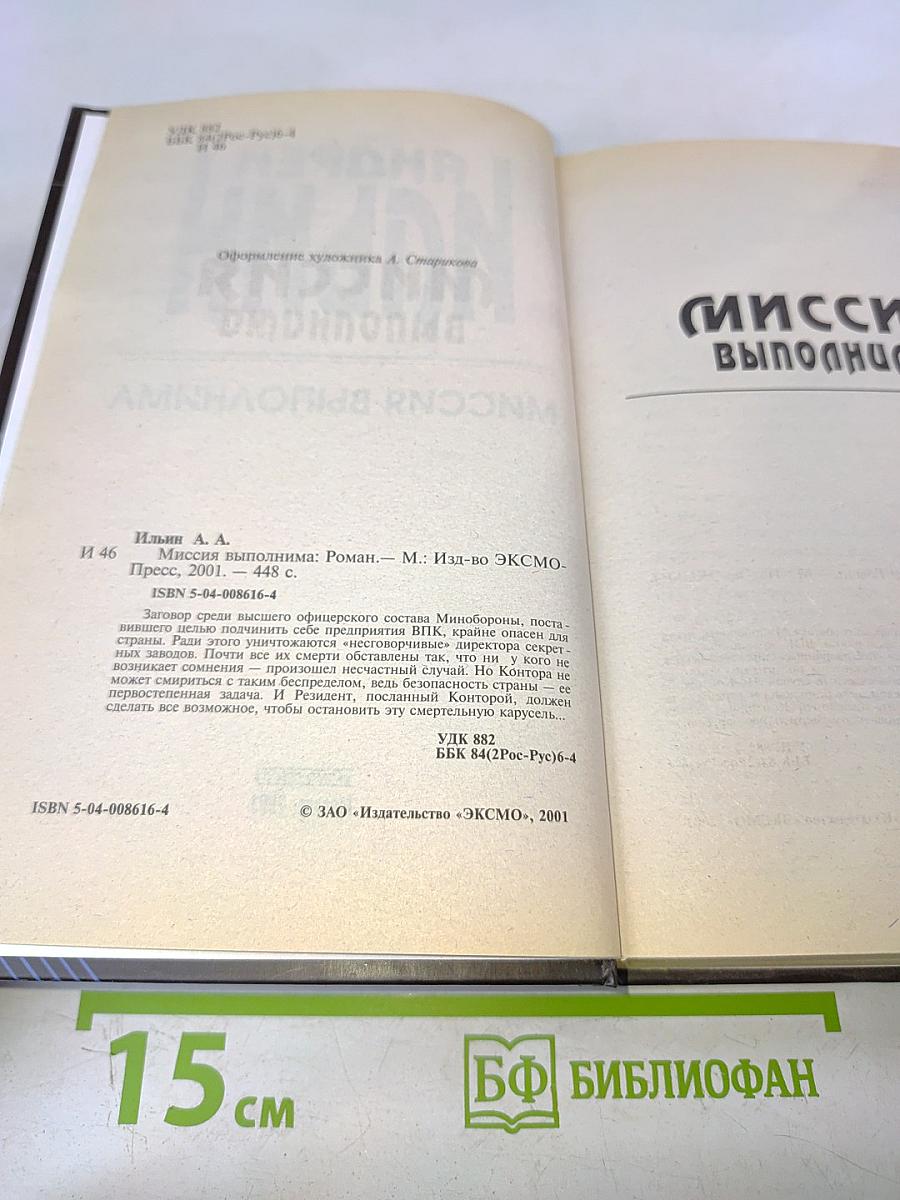 УДК 882
ББК 84(2Рос-Рус)6-4
И 46
Оформление художника А. Старикова
Ильин А. А.
И 46 Миссия выполнима: Роман.— М.: Изд-во ЭКСМО-
Пресс, 2001. — 448 с.
ISBN 5-04-008616-4
Заговор среди высшего офицерского состава Минобороны, поста-
вившего целью подчинить себе предприятия ВПК, крайне опасен для
страны. Ради этого уничтожаются «несговорчивые» директора секрет-
ных заводов. Почти все их смерти обставлены так, что ни у кого не
возникает сомнения — произошел несчастный случай. Но Контора не
может смириться с таким беспределом, ведь безопасность страны — ее
первостепенная задача. И Резидент, посланный Конторой, должен
сделать все возможное, чтобы остановить эту смертельную карусель...
УДК 882
ББК 84(2Рос-Рус)6-4
ISBN 5-04-008616-4 © ЗАО «Издательство «ЭКСМО», 2001
МИССИ
ВЫПОЛНИ
15 см
БФ БИБЛИОФАН